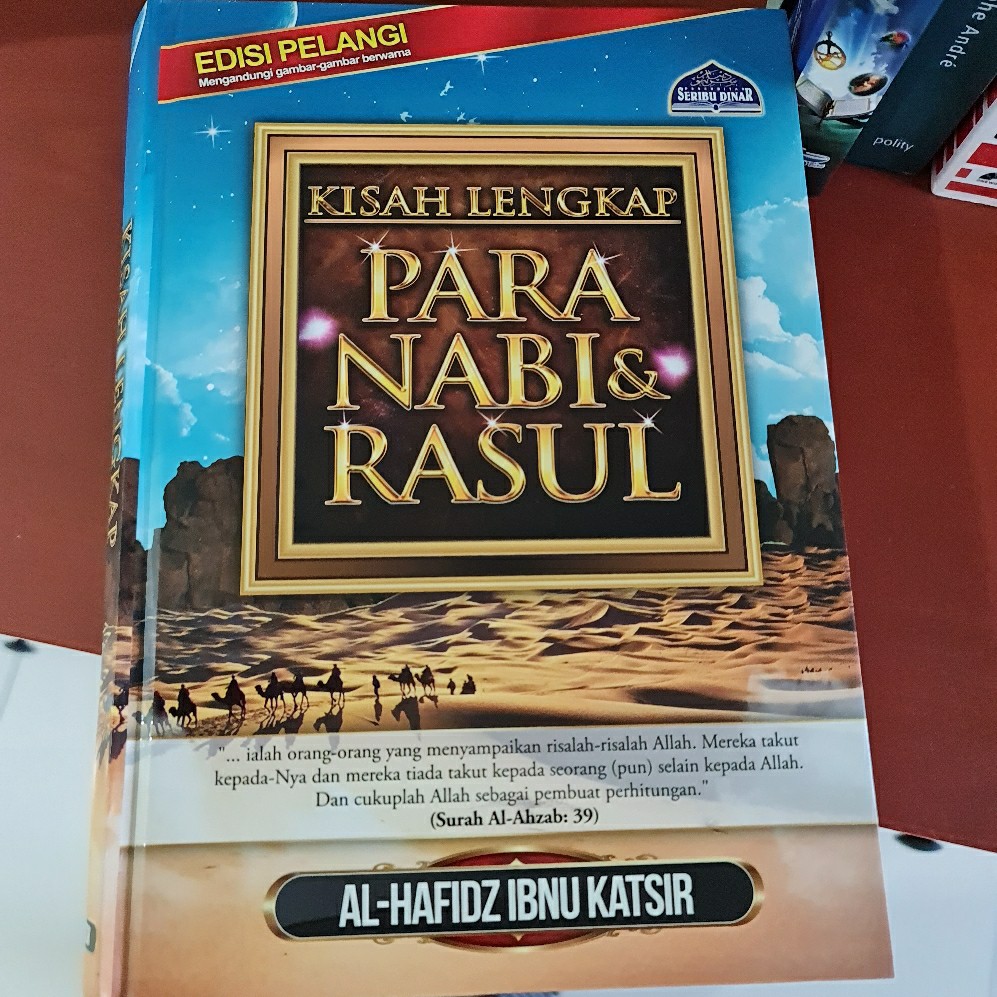 EDISI PELANGI
Mengandungi gambar-gambar berwarna
SERIBU DINAR
KISAH LENGKAP
PARA
NABI &
RASUL
"... ialah orang-orang yang menyampaikan risalah-risalah Allah. Mereka takut
kepada-Nya dan mereka tiada takut kepada seorang (pun) selain kepada Allah.
Dan cukuplah Allah sebagai pembuat perhitungan."
(Surah Al-Ahzab: 39)
AL-HAFIDZ IBNU KATSIR
KISAH LENGKAP
he André
polity